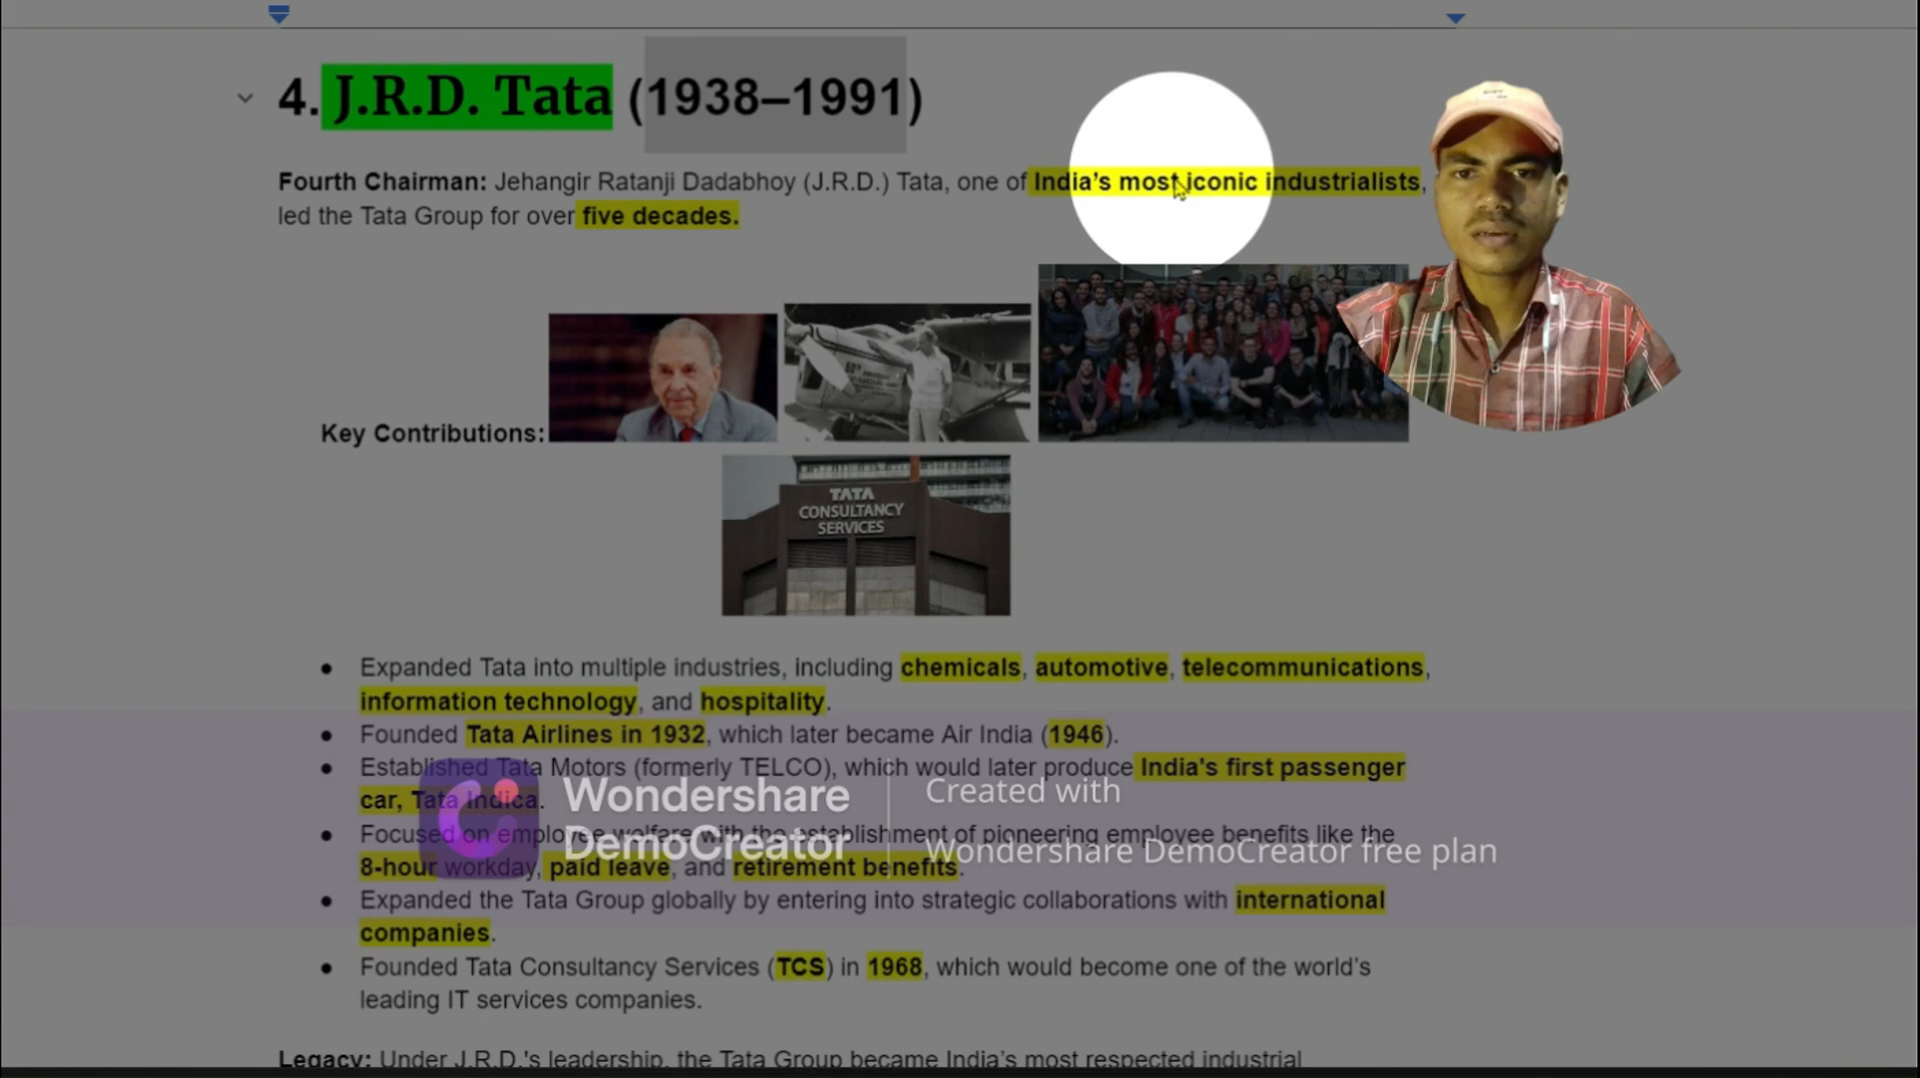 4. J.R.D. Tata (1938–1991)
Fourth Chairman: Jehangir Ratanji Dadabhoy (J.R.D.) Tata, one of India's most iconic industrialists,
led the Tata Group for over five decades.
Key Contributions:
TATA
CONSULTANCY
SERVICES
● Expanded Tata into multiple industries, including chemicals, automotive, telecommunications,
information technology, and hospitality.
● Founded Tata Airlines in 1932, which later became Air India (1946).
● Established Tata Motors (formerly TELCO), which would later produce India's first passenger
car, Tata Indica.
● Focused on employee welfare with the establishment of pioneering employee benefits like the
8-hour workday, paid leave, and retirement benefits.
● Expanded the Tata Group globally by entering into strategic collaborations with international
companies.
● Founded Tata Consultancy Services (TCS) in 1968, which would become one of the world's
leading IT services companies.
Legacy: Under J.R.D.'s leadership, the Tata Group became India's most respected industrial
Wondershare
DemoCreator
Created with
Wondershare DemoCreator free plan